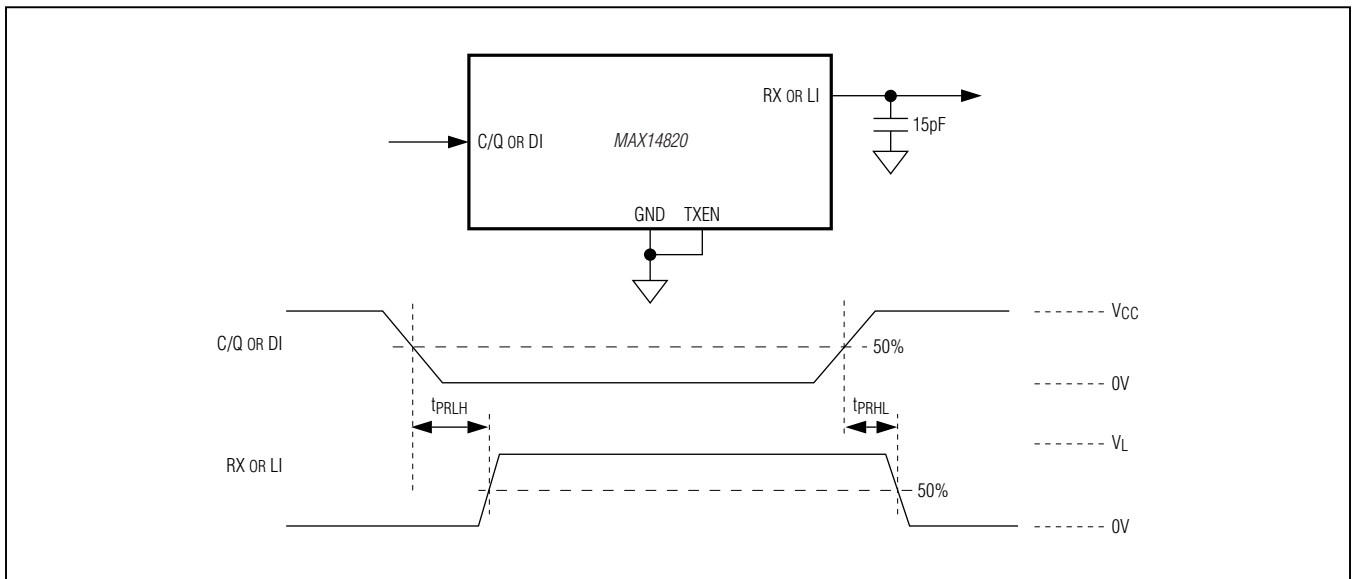 RX OR LI
15pF
C/Q OR DI
MAX14820
GND TXEN
VCC
C/Q OR DI
50%
0V
tPRLH
tPRHL
VL
RX OR LI
50%
0V